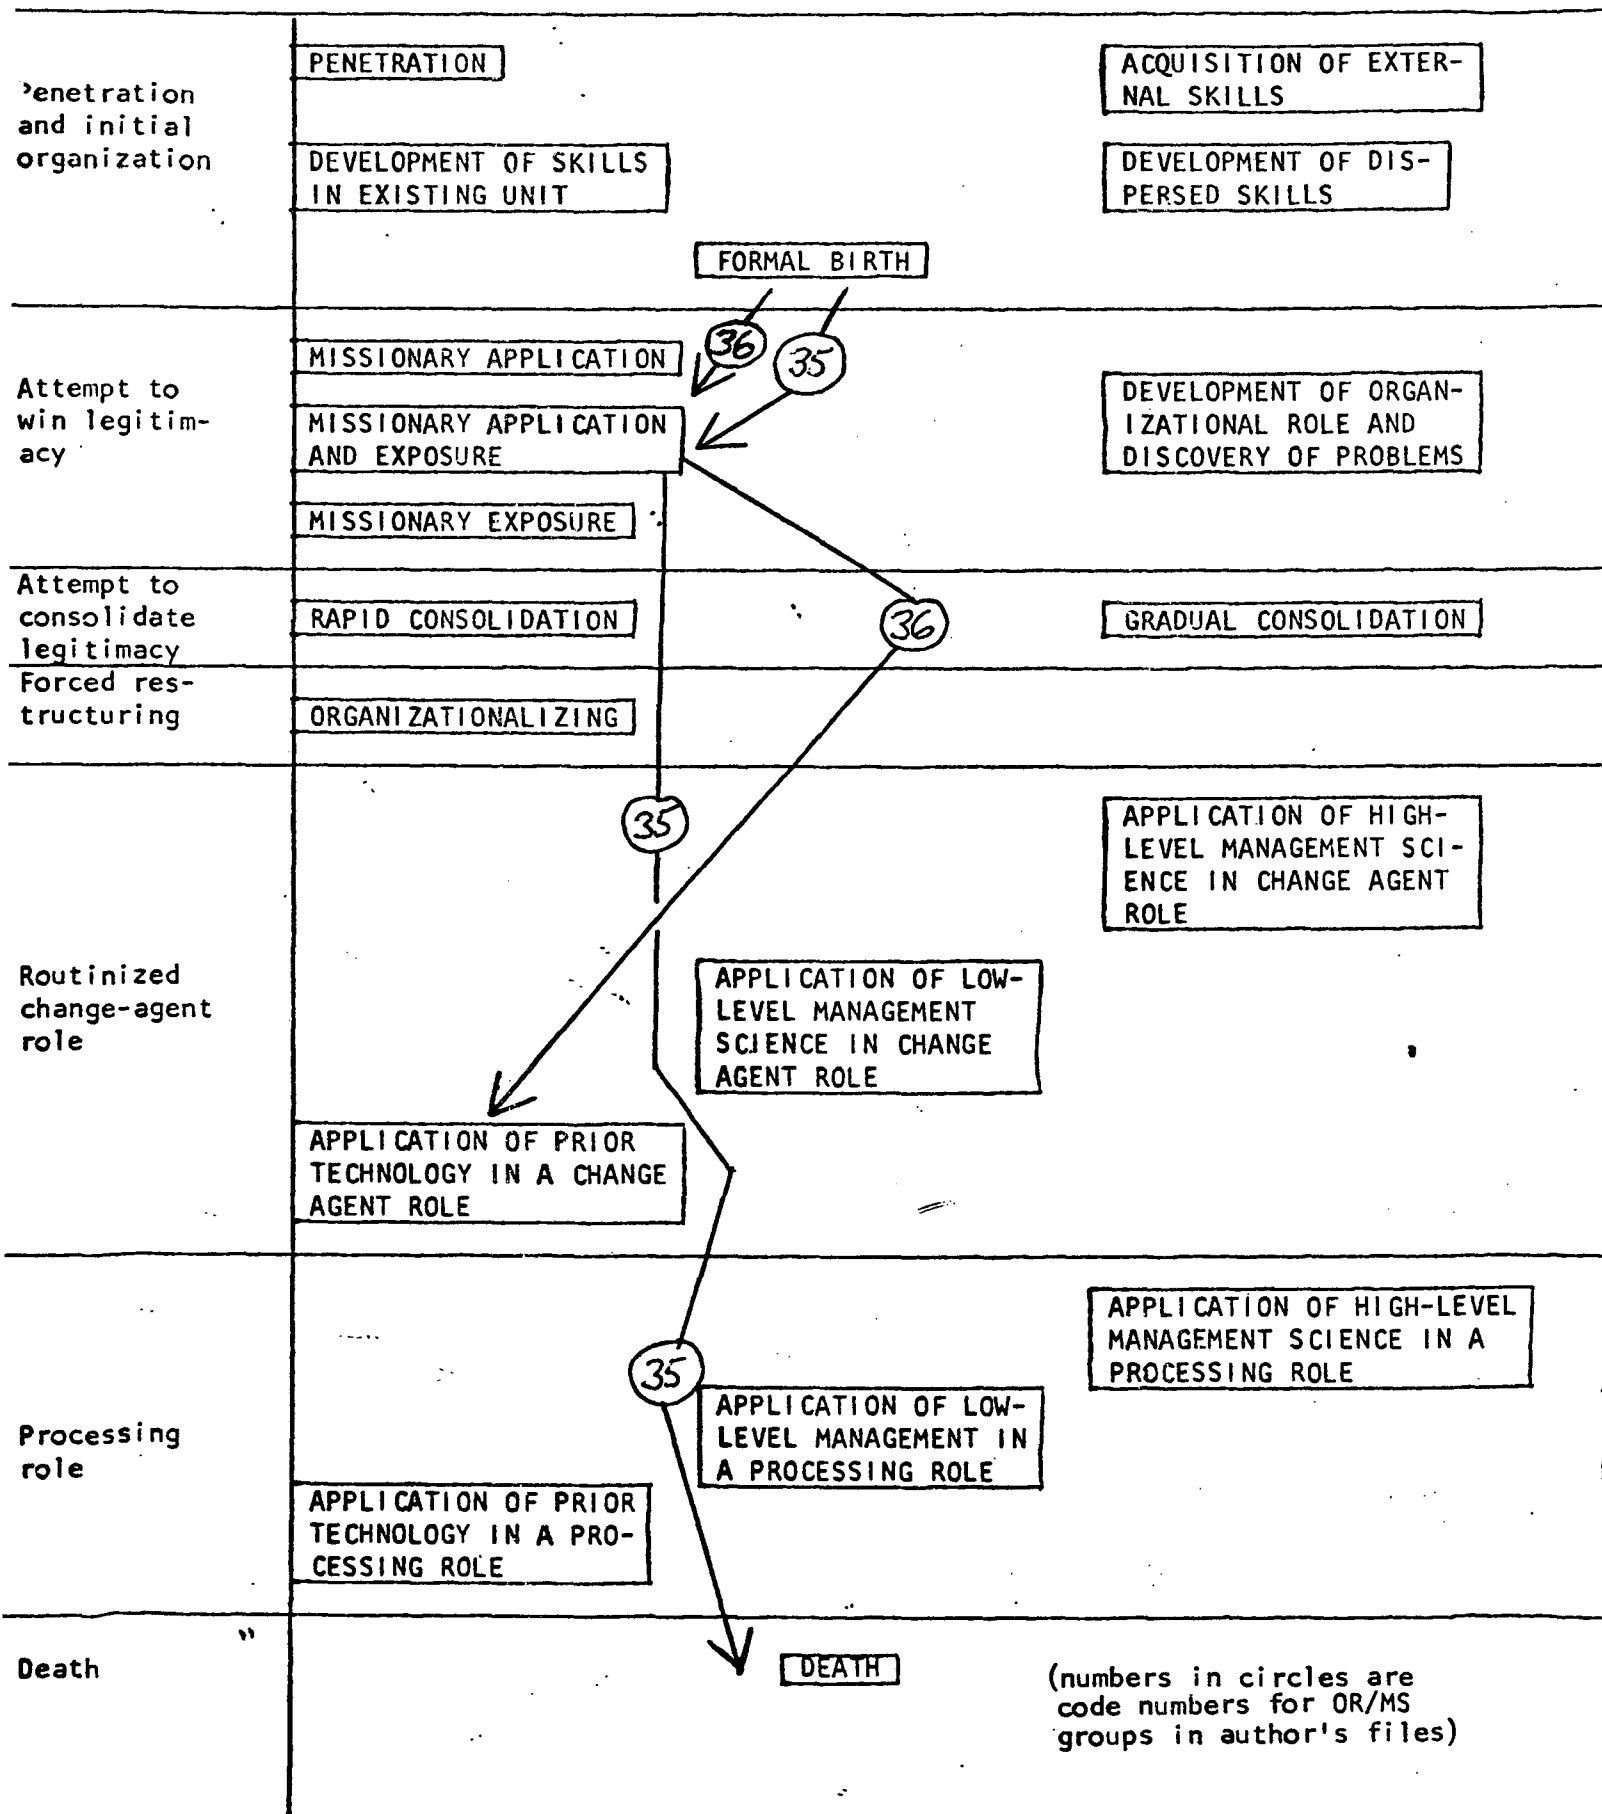 PENETRATION
ACQUISITION OF EXTER-
NAL SKILLS
Penetration
and initial
organization
DEVELOPMENT OF SKILLS
IN EXISTING UNIT
DEVELOPMENT OF DIS-
PERSED SKILLS
FORMAL BIRTH
36
35
MISSIONARY APPLICATION
Attempt to
win legitim-
acy
MISSIONARY APPLICATION
AND EXPOSURE
DEVELOPMENT OF ORGAN-
IZATIONAL ROLE AND
DISCOVERY OF PROBLEMS
MISSIONARY EXPOSURE
Attempt to
consolidate
legitimacy
RAPID CONSOLIDATION
36
GRADUAL CONSOLIDATION
Forced res-
tructuring
ORGANIZATIONALIZING
35
APPLICATION OF HIGH-
LEVEL MANAGEMENT SCI-
ENCE IN CHANGE AGENT
ROLE
Routinized
change-agent
role
APPLICATION OF LOW-
LEVEL MANAGEMENT
SCIENCE IN CHANGE
AGENT ROLE
APPLICATION OF PRIOR
TECHNOLOGY IN A CHANGE
AGENT ROLE
APPLICATION OF HIGH-LEVEL
MANAGEMENT SCIENCE IN A
PROCESSING ROLE
35
APPLICATION OF LOW-
LEVEL MANAGEMENT IN
A PROCESSING ROLE
Processing
role
APPLICATION OF PRIOR
TECHNOLOGY IN A PRO-
CESSING ROLE
Death
DEATH
(numbers in circles are
code numbers for OR/MS
groups in author's files)